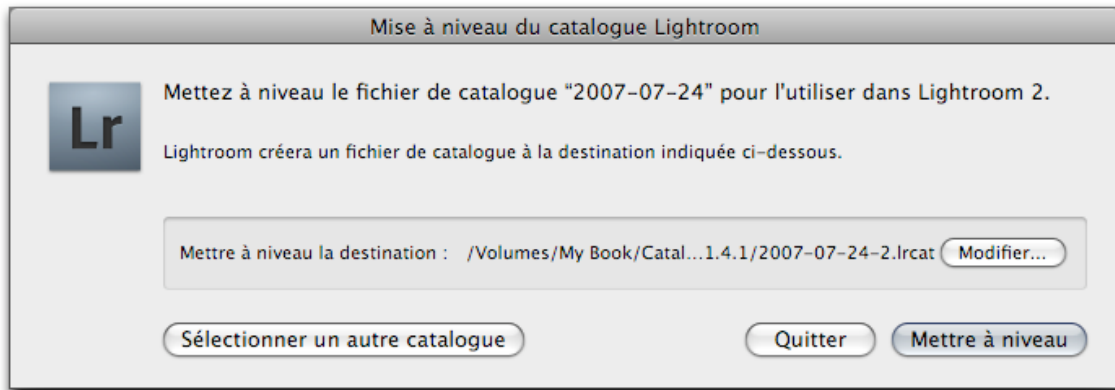 Mise à niveau du catalogue Lightroom
Lr
Mettez à niveau le fichier de catalogue “2007-07-24” pour l'utiliser dans Lightroom 2.
Lightroom créera un fichier de catalogue à la destination indiquée ci-dessous.
Mettre à niveau la destination : /Volumes/My Book/Catal...1.4.1/2007-07-24-2.lrcat Modifier...
Sélectionner un autre catalogue Quitter Mettre à niveau